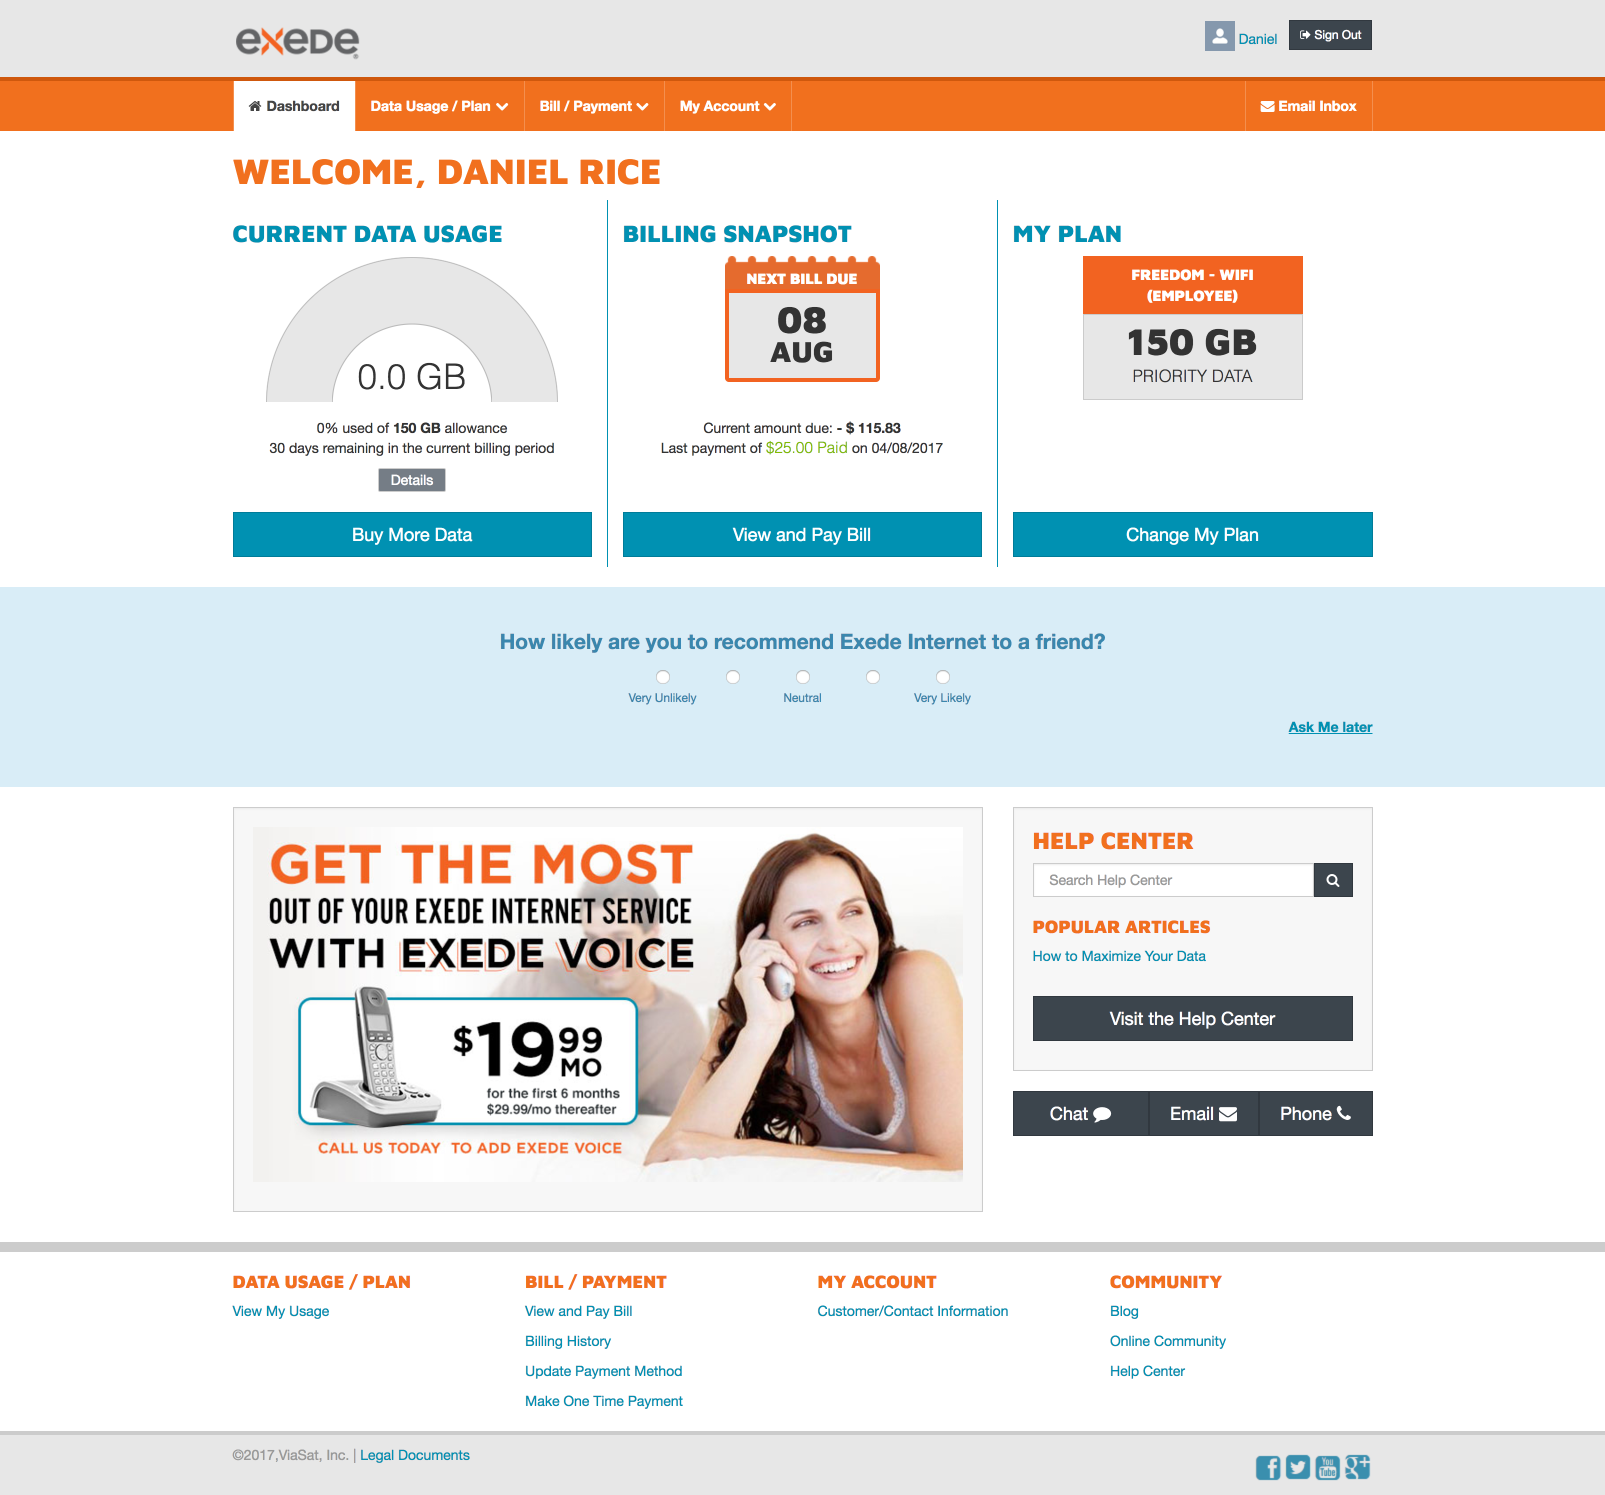 exede
Daniel
Sign Out
Dashboard
Data Usage / Plan
Bill / Payment
My Account
Email Inbox
WELCOME, DANIEL RICE
CURRENT DATA USAGE
0.0 GB
0% used of 150 GB allowance
30 days remaining in the current billing period
Details
Buy More Data
BILLING SNAPSHOT
NEXT BILL DUE
08
AUG
Current amount due: - $ 115.83
Last payment of $25.00 Paid on 04/08/2017
View and Pay Bill
MY PLAN
FREEDOM - WIFI
(EMPLOYEE)
150 GB
PRIORITY DATA
Change My Plan
How likely are you to recommend Exede Internet to a friend?
Very Unlikely
Neutral
Very Likely
Ask Me later
GET THE MOST
OUT OF YOUR EXEDE INTERNET SERVICE
WITH EXEDE VOICE
$19 99
MO
for the first 6 months
$29.99/mo thereafter
CALL US TODAY TO ADD EXEDE VOICE
HELP CENTER
Search Help Center
POPULAR ARTICLES
How to Maximize Your Data
Visit the Help Center
Chat
Email
Phone
DATA USAGE / PLAN
View My Usage
BILL / PAYMENT
View and Pay Bill
Billing History
Update Payment Method
Make One Time Payment
MY ACCOUNT
Customer/Contact Information
COMMUNITY
Blog
Online Community
Help Center
©2017,ViaSat, Inc. | Legal Documents
You
Tube